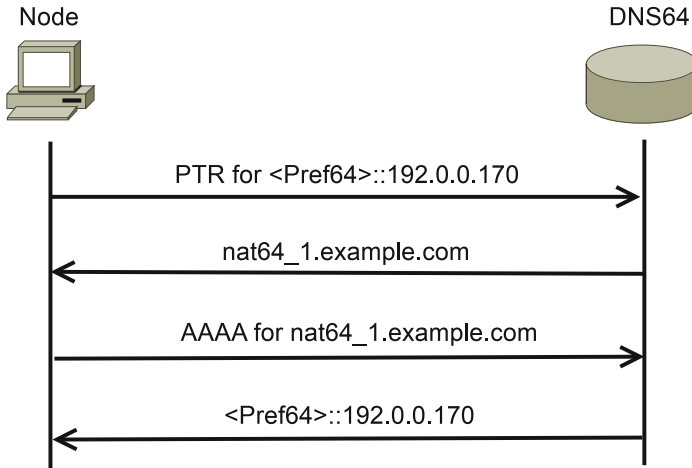 Node
DNS64
PTR for <Pref64>::192.0.0.170
nat64_1.example.com
AAAA for nat64_1.example.com
<Pref64>::192.0.0.170